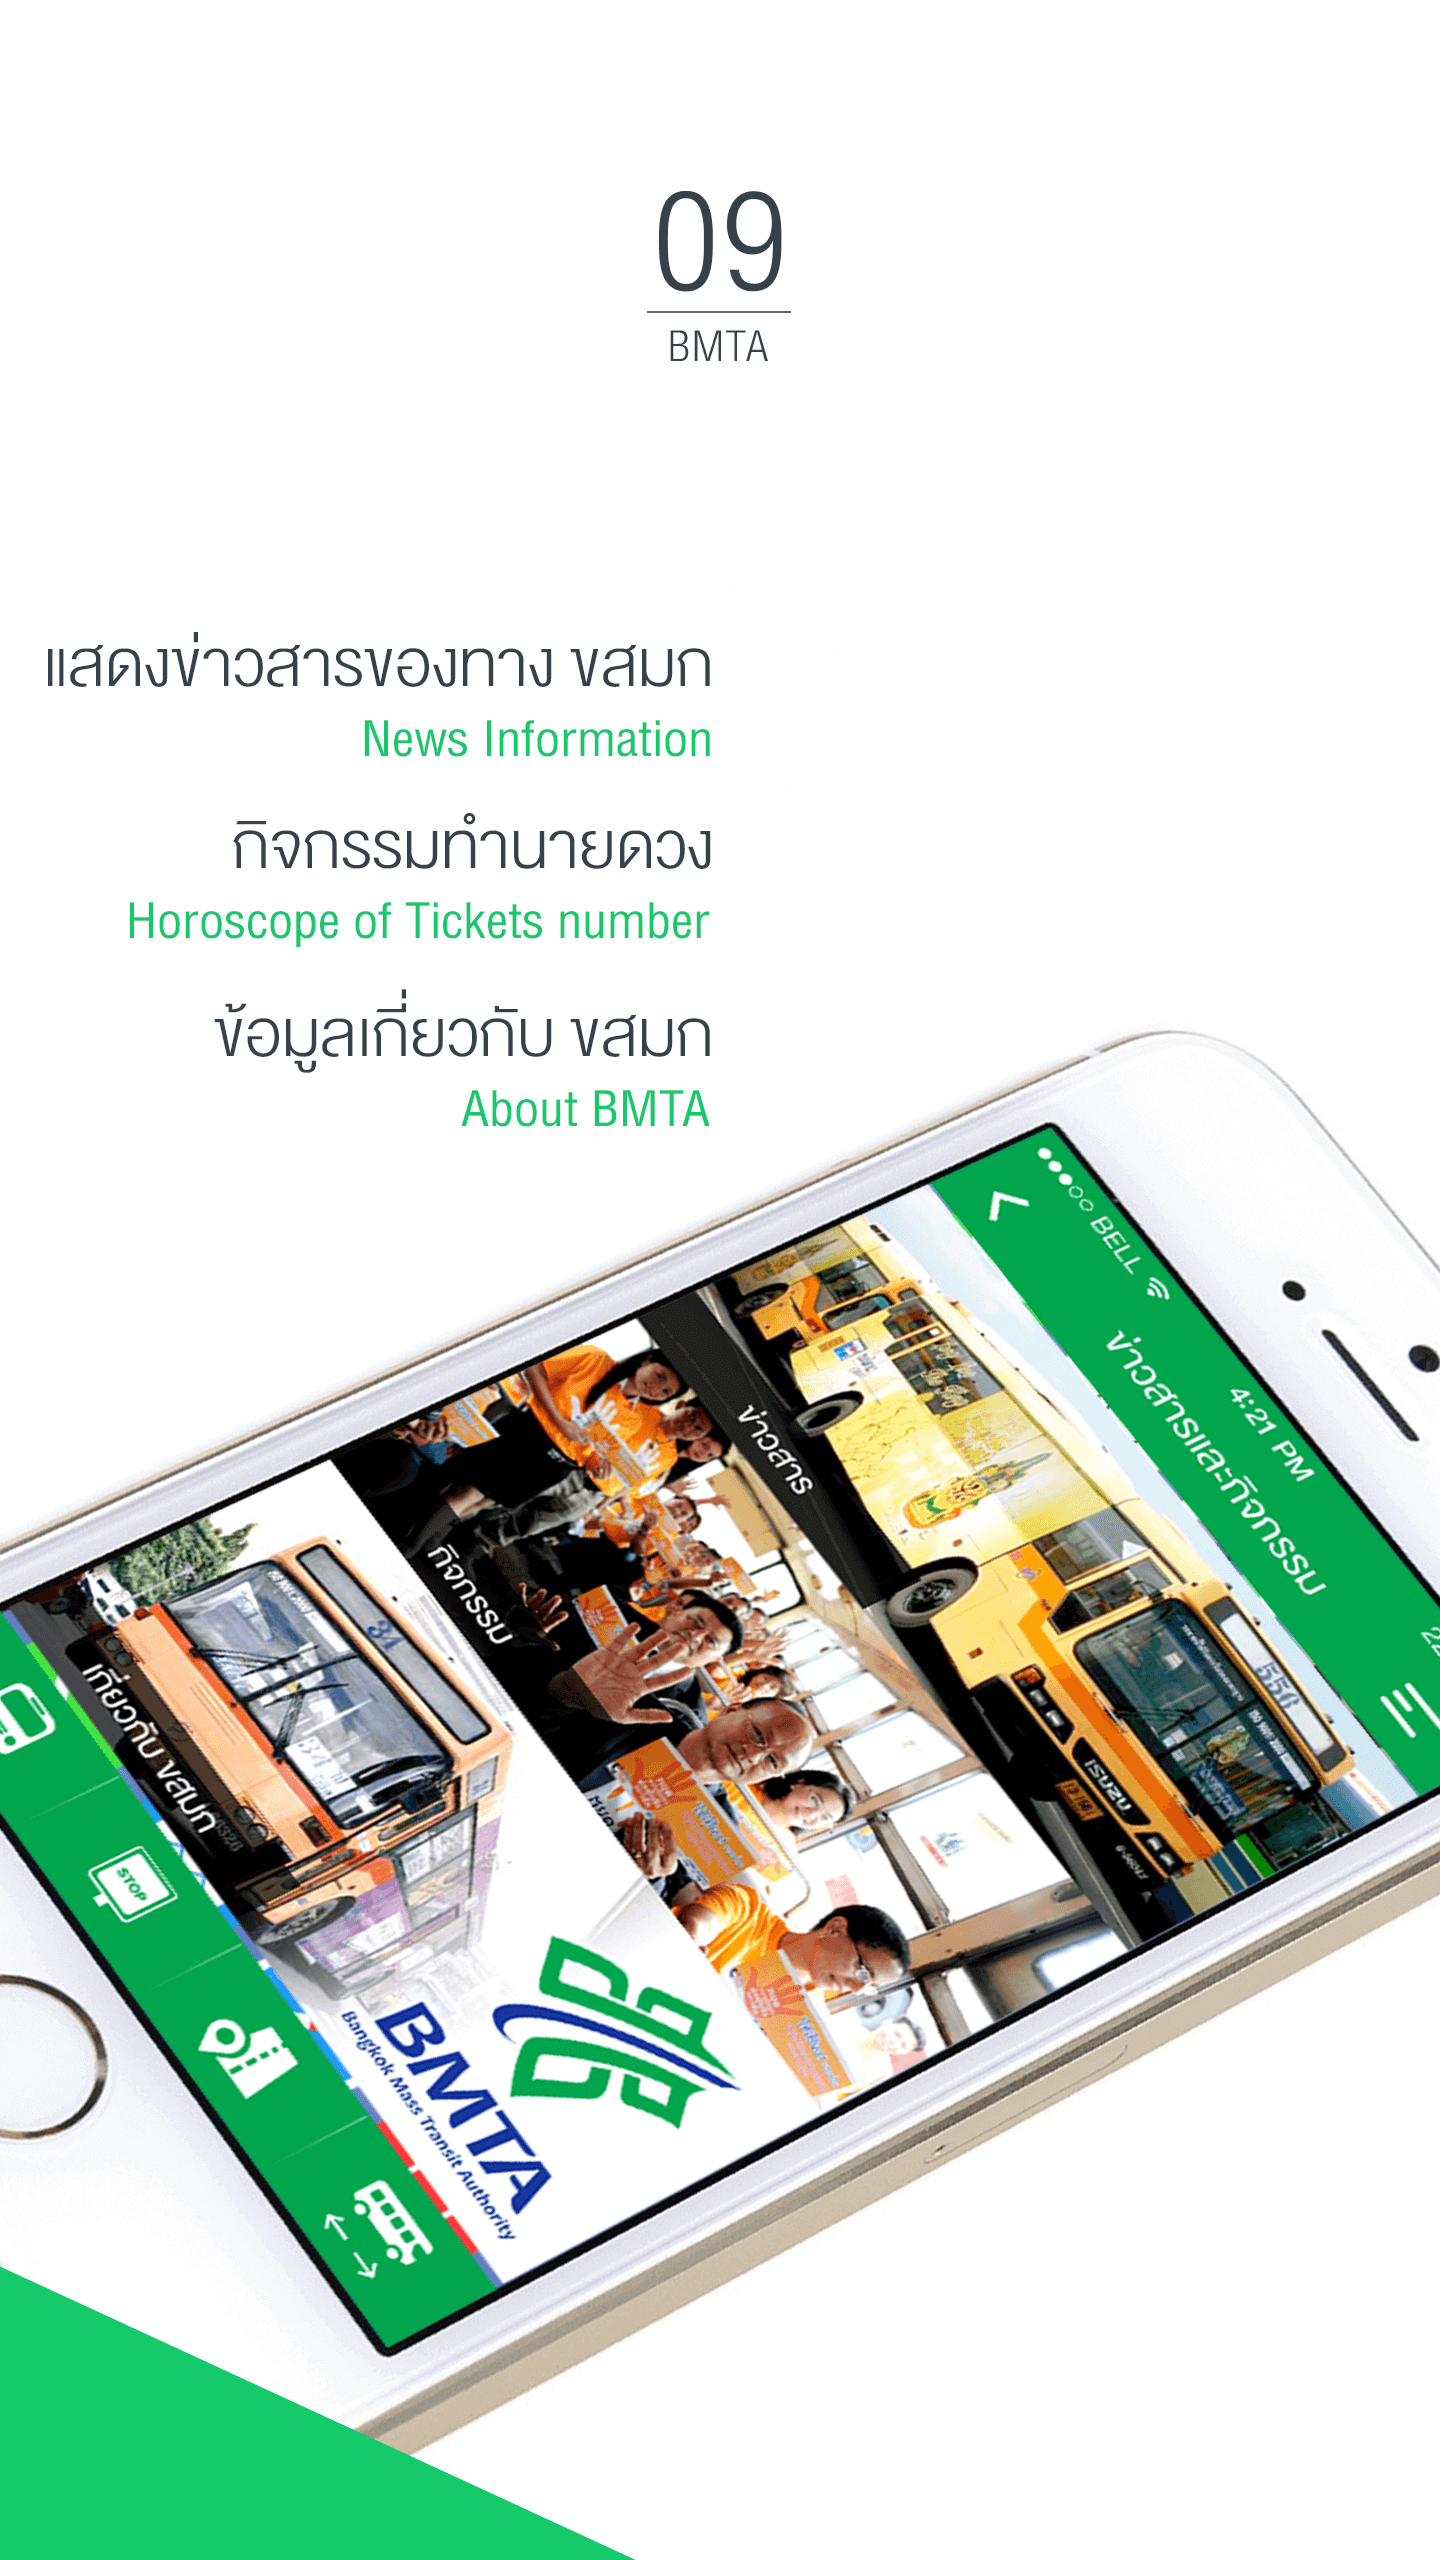 09
BMTA
แสดงข่าวสารของทาง ขสมก
News Information
กิจกรรมทำนายดวง
Horoscope of Tickets number
ข้อมูลเกี่ยวกับ ขสมก
About BMTA
BELL
4:21 PM
22
ข่าวสารและกิจกรรม
556
ISUZU
ข่าวสาร
กิจกรรม
34
เกี่ยวกับ ขสมก
BMTA
Bangkok Mass Transit Authority
STOP